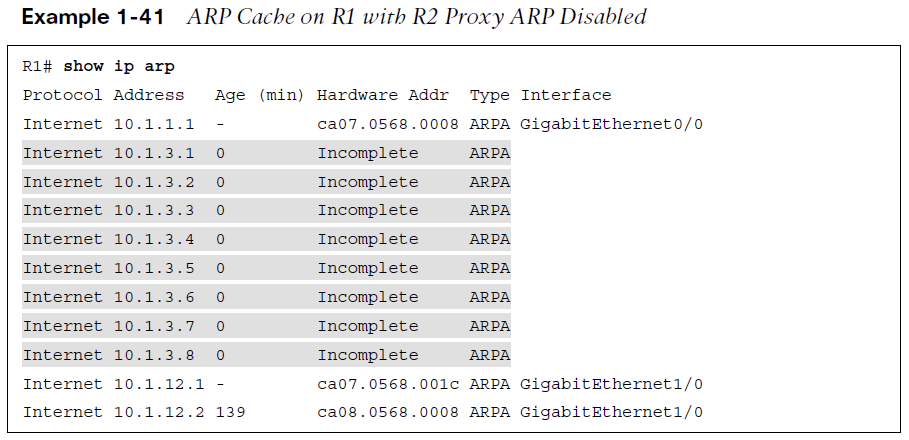 Example 1-41 ARP Cache on R1 with R2 Proxy ARP Disabled
R1# show ip arp
Protocol Address Age (min) Hardware Addr Type Interface
Internet 10.1.1.1 - ca07.0568.0008 ARPA GigabitEthernet0/0
Internet 10.1.3.1 0 Incomplete ARPA
Internet 10.1.3.2 0 Incomplete ARPA
Internet 10.1.3.3 0 Incomplete ARPA
Internet 10.1.3.4 0 Incomplete ARPA
Internet 10.1.3.5 0 Incomplete ARPA
Internet 10.1.3.6 0 Incomplete ARPA
Internet 10.1.3.7 0 Incomplete ARPA
Internet 10.1.3.8 0 Incomplete ARPA
Internet 10.1.12.1 - ca07.0568.001c ARPA GigabitEthernet1/0
Internet 10.1.12.2 139 ca08.0568.0008 ARPA GigabitEthernet1/0